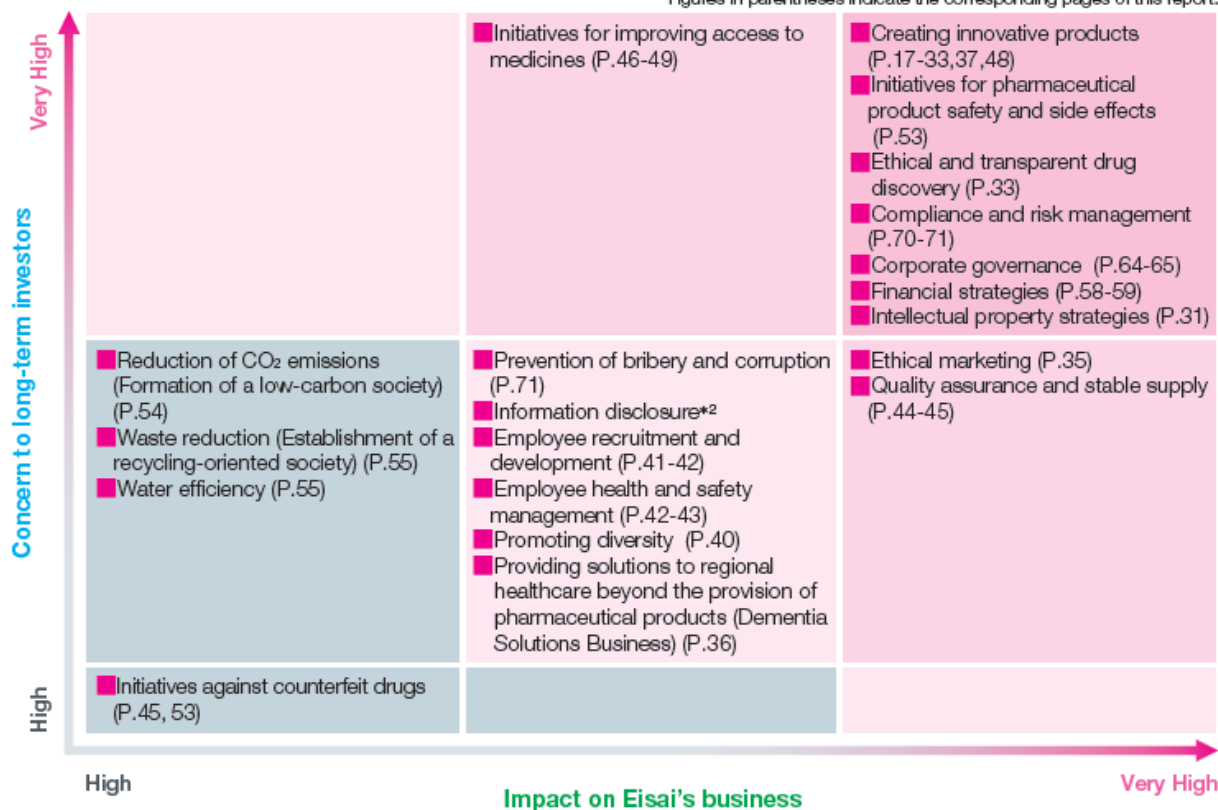 Figures in parentheses indicate the corresponding pages of this report.
Very High
Concern to long-term investors
High
Initiatives for improving access to
medicines (P.46-49)
Creating innovative products
(P.17-33,37,48)
Initiatives for pharmaceutical
product safety and side effects
(P.53)
Ethical and transparent drug
discovery (P.33)
Compliance and risk management
(P.70-71)
Corporate governance (P.64-65)
Financial strategies (P.58-59)
Intellectual property strategies (P.31)
Reduction of CO₂ emissions
(Formation of a low-carbon society)
(P.54)
Waste reduction (Establishment of a
recycling-oriented society) (P.55)
Water efficiency (P.55)
Prevention of bribery and corruption
(P.71)
Information disclosure*²
Employee recruitment and
development (P.41-42)
Employee health and safety
management (P.42-43)
Promoting diversity (P.40)
Providing solutions to regional
healthcare beyond the provision of
pharmaceutical products (Dementia
Solutions Business) (P.36)
Ethical marketing (P.35)
Quality assurance and stable supply
(P.44-45)
Initiatives against counterfeit drugs
(P.45, 53)
High
Very High
Impact on Eisai's business